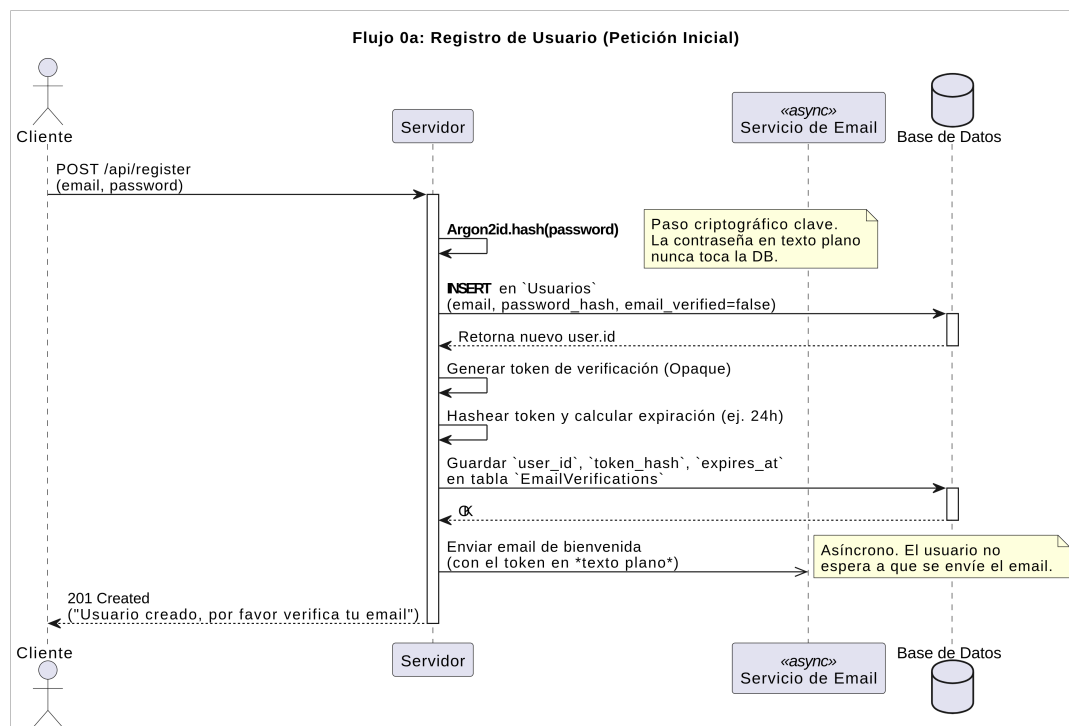 Flujo 0a: Registro de Usuario (Petición Inicial)
Cliente
Servidor
«async»
Servicio de Email
Base de Datos
POST /api/register
(email, password)
Argon2id.hash(password)
Paso criptográfico clave.
La contraseña en texto plano
nunca toca la DB.
INSERT en `Usuarios`
(email, password_hash, email_verified=false)
Retorna nuevo user.id
Generar token de verificación (Opaque)
Hashear token y calcular expiración (ej. 24h)
Guardar `user_id`, `token_hash`, `expires_at`
en tabla `EmailVerifications`
OK
Enviar email de bienvenida
(con el token en *texto plano*)
Asíncrono. El usuario no
espera a que se envíe el email.
201 Created
("Usuario creado, por favor verifica tu email")
Cliente
Servidor
«async»
Servicio de Email
Base de Datos